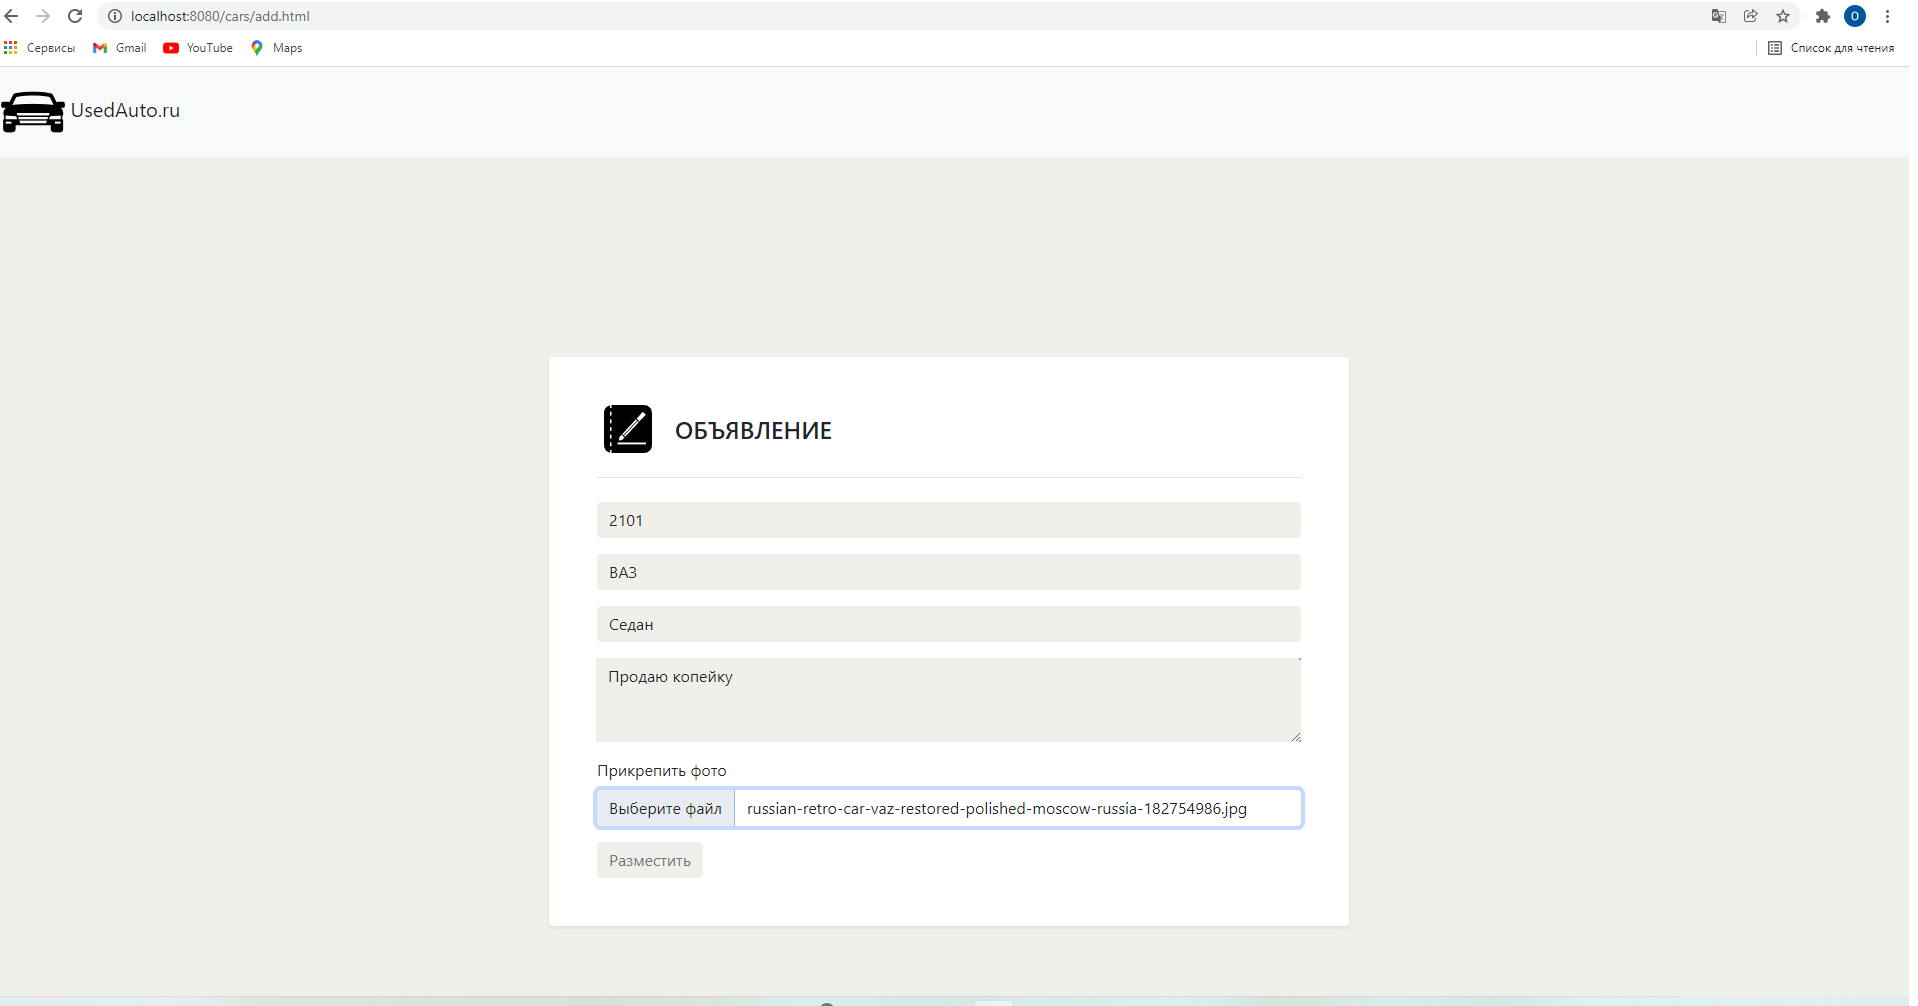 localhost:8080/cars/add.html
О
Сервисы Gmail YouTube Maps Список для чтения
UsedAuto.ru
ОБЪЯВЛЕНИЕ
2101
ВАЗ
Седан
Продаю копейку
Прикрепить фото
Выберите файл russian-retro-car-vaz-restored-polished-moscow-russia-182754986.jpg
Разместить